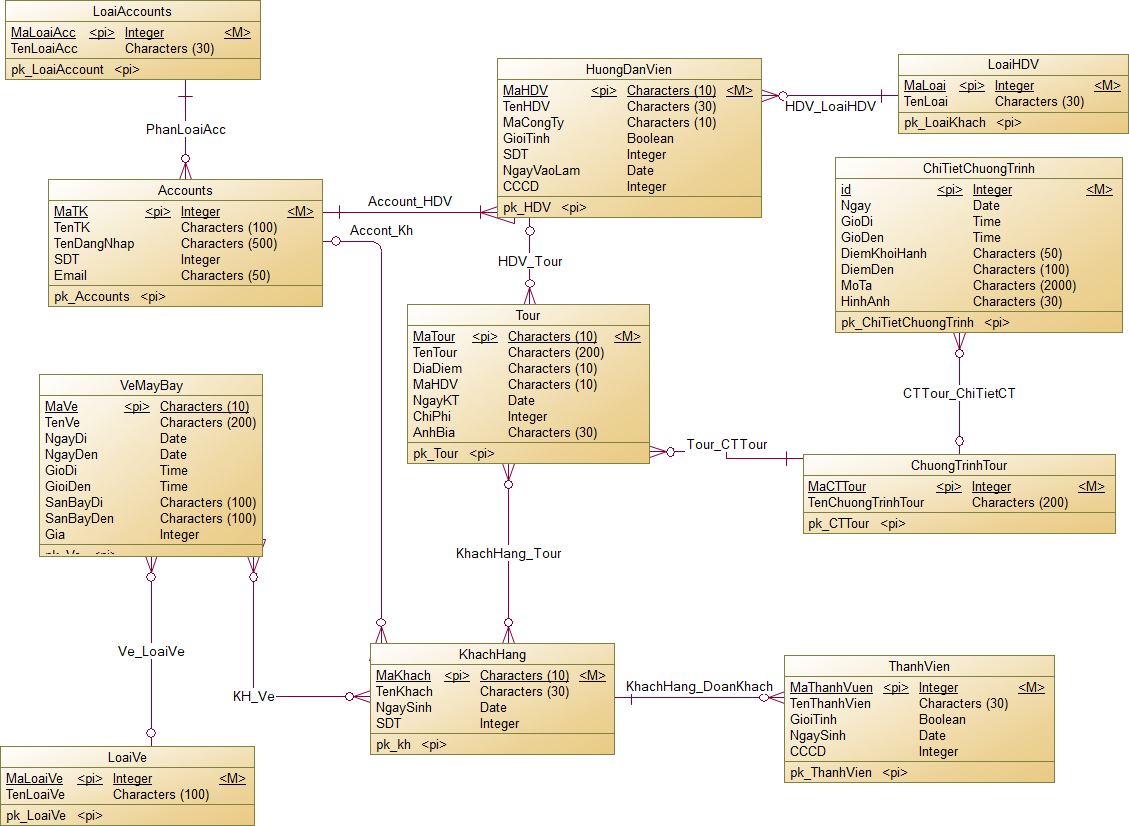 LoaiAccounts
MaLoaiAcc <pi> Integer <M>
TenLoaiAcc Characters (30)
pk_LoaiAccount <pi>
PhanLoaiAcc
Accounts
MaTK <pi> Integer <M>
TenTK Characters (100)
TenDangNhap Characters (500)
SDT Integer
Email Characters (50)
pk_Accounts <pi>
Account_HDV
Accont_Kh
HuongDanVien
MaHDV <pi> Characters (10) <M>
TenHDV Characters (30)
MaCongTy Characters (10)
GioiTinh Boolean
SDT Integer
NgayVaoLam Date
CCCD Integer
pk_HDV <pi>
HDV_LoaiHDV
LoaiHDV
MaLoai <pi> Integer <M>
TenLoai Characters (30)
pk_LoaiKhach <pi>
ChiTietChuongTrinh
id <pi> Integer <M>
Ngay Date
GioDi Time
GioDen Time
DiemKhoiHanh Characters (50)
DiemDen Characters (100)
MoTa Characters (2000)
HinhAnh Characters (30)
pk_ChiTietChuongTrinh <pi>
HDV_Tour
Tour
MaTour <pi> Characters (10) <M>
TenTour Characters (200)
DiaDiem Characters (10)
MaHDV Characters (10)
NgayKT Date
ChiPhi Integer
AnhBia Characters (30)
pk_Tour <pi>
CTTour_ChiTietCT
Tour_CTTour
ChuongTrinhTour
MaCTTour <pi> Integer <M>
TenChuongTrinhTour Characters (200)
pk_CTTour <pi>
VeMayBay
MaVe <pi> Characters (10)
TenVe Characters (200)
NgayDi Date
NgayDen Date
GioDi Time
GioiDen Time
SanBayDi Characters (100)
SanBayDen Characters (100)
Gia Integer
KhachHang_Tour
Ve_LoaiVe
KH_Ve
KhachHang
MaKhach <pi> Characters (10) <M>
TenKhach Characters (30)
NgaySinh Date
SDT Integer
pk_kh <pi>
KhachHang_DoanKhach
ThanhVien
MaThanhVuen <pi> Integer <M>
TenThanhVien Characters (30)
GioiTinh Boolean
NgaySinh Date
CCCD Integer
pk_ThanhVien <pi>
LoaiVe
MaLoaiVe <pi> Integer <M>
TenLoaiVe Characters (100)
pk_LoaiVe <pi>